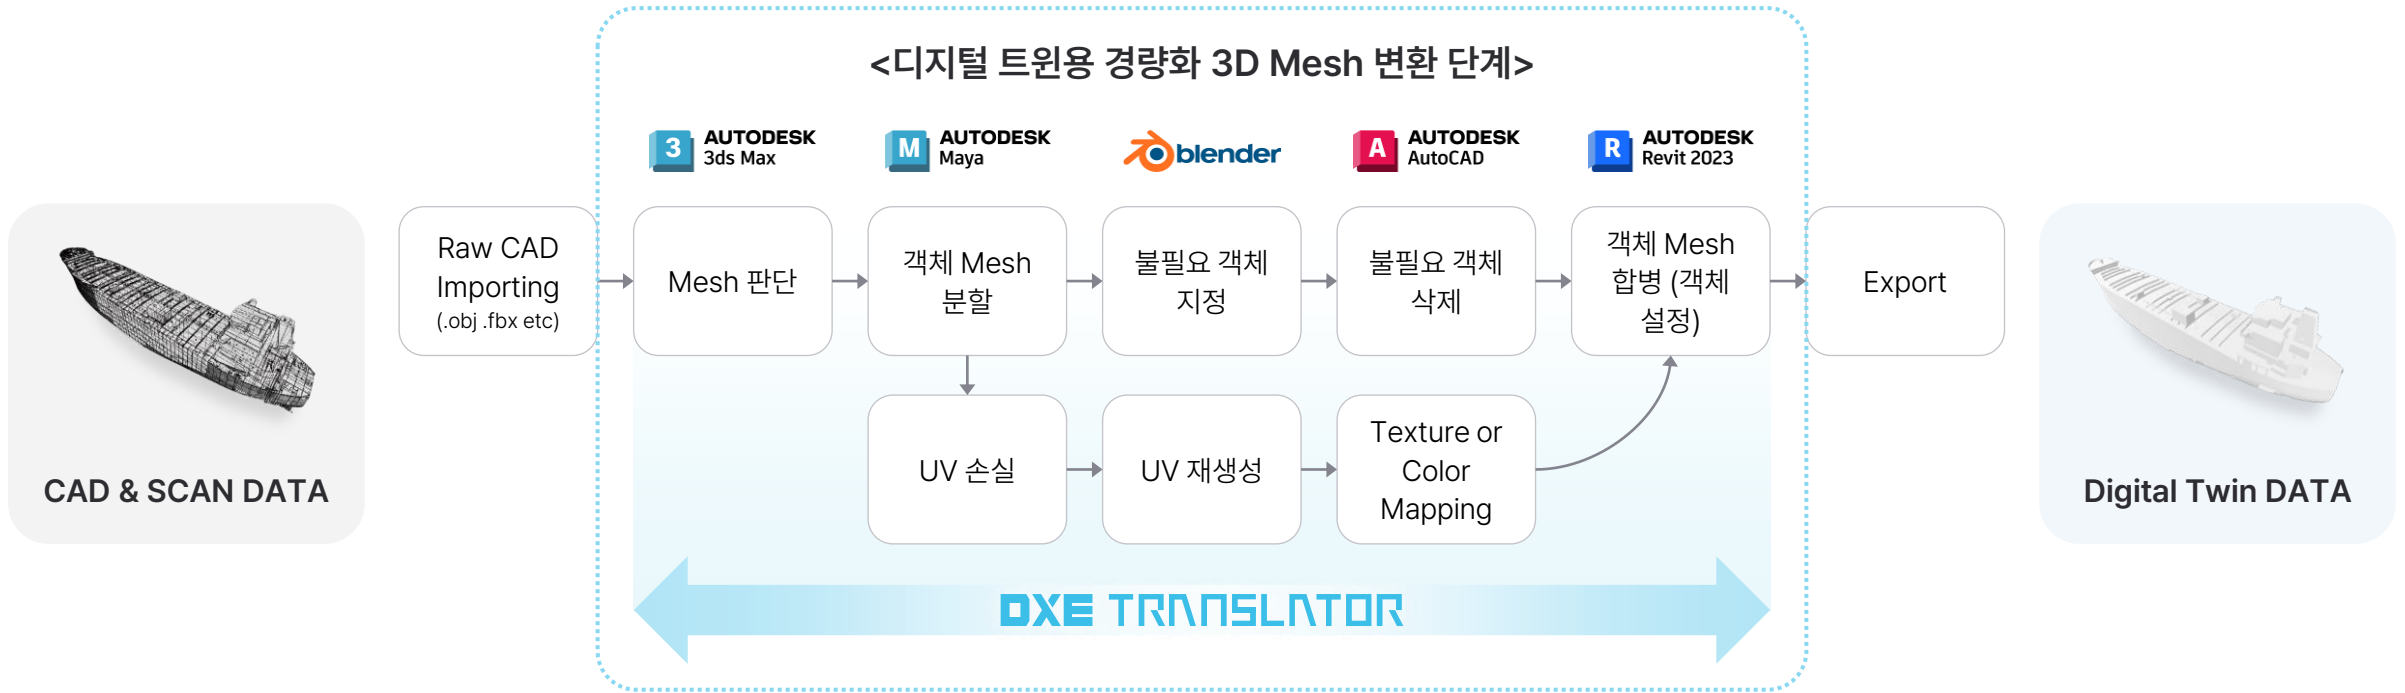 <디지털 트윈용 경량화 3D Mesh 변환 단계>
3 AUTODESK
3ds Max
M AUTODESK
Maya
blender
A AUTODESK
AutoCAD
R AUTODESK
Revit 2023
CAD & SCAN DATA
Raw CAD
Importing
(.obj .fbx etc)
Mesh 판단
객체 Mesh
분할
불필요 객체
지정
불필요 객체
삭제
객체 Mesh
합병 (객체
설정)
Export
UV 손실
UV 재생성
Texture or
Color
Mapping
Digital Twin DATA
DXE TRANSLATOR